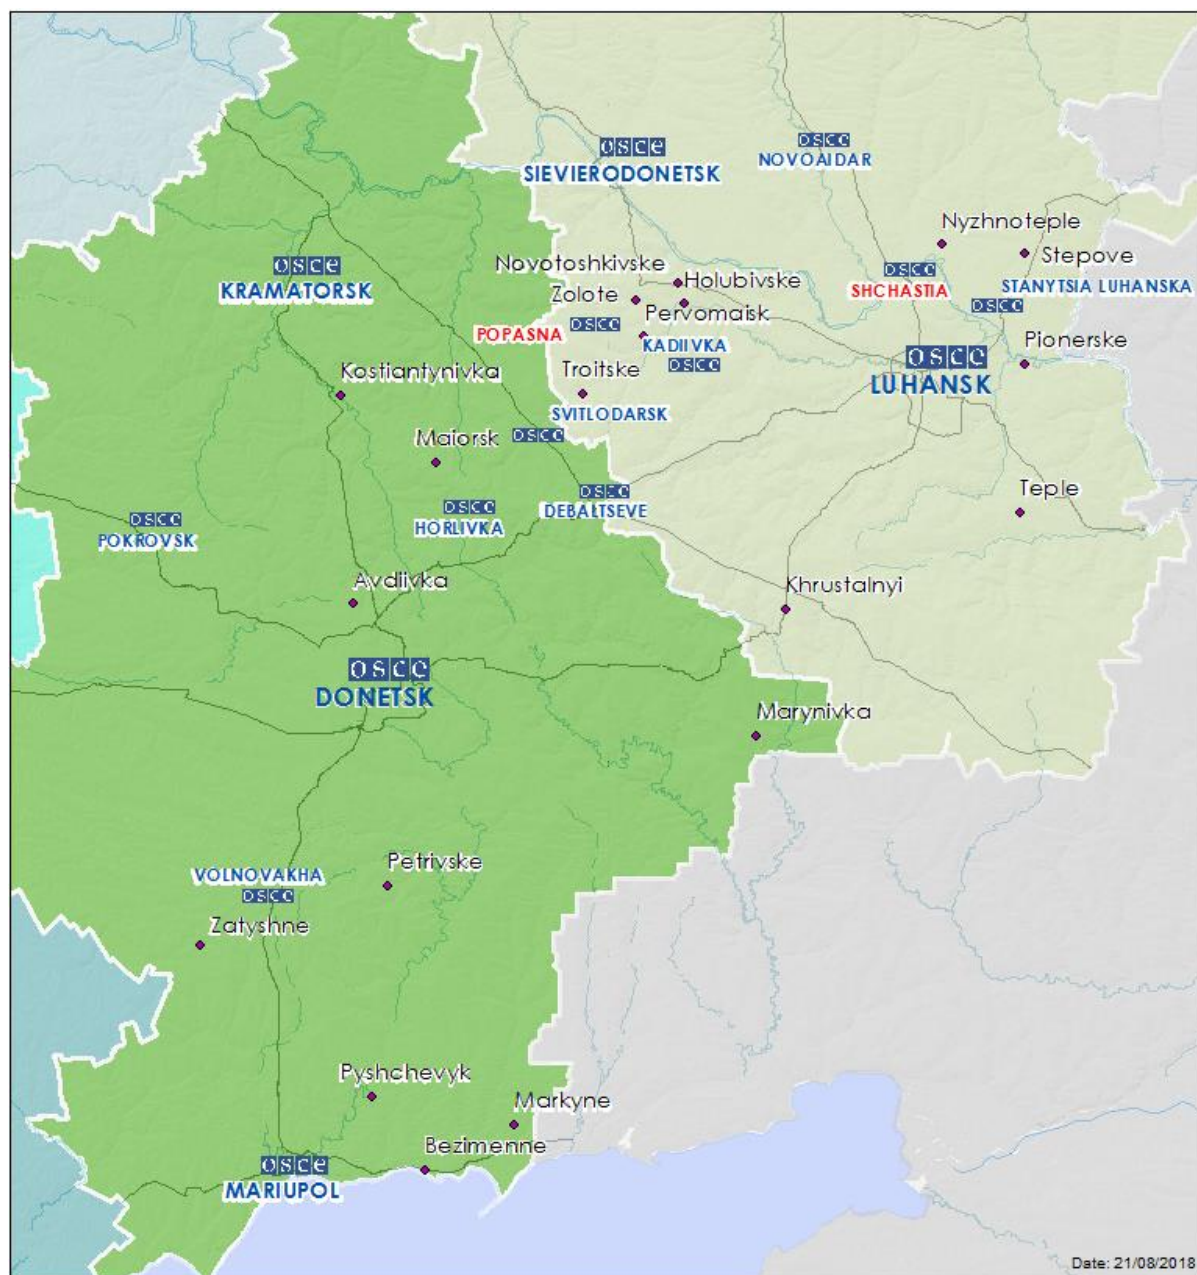 osce
NOVOAIDAR
osce
SIEVIERODONETSK
Nyzhnoteple
Stepove
osce
KRAMATORSK
Novotoshkivske
Holubivske
osce
SHCHASTIA
STANYTSIA LUHANSKA
osce
Zolote
Pervomaisk
POPASNA
osce
KADIIVKA
osce
Pionerske
osce
LUHANSK
Kostiantynivka
Troitske
SVITLODARSK
Maiorsk
osce
osce
POKROVSK
osce
HORLIVKA
osce
DEBALTSEVE
Teple
Avdiivka
Khrustalnyi
osce
DONETSK
Marynivka
VOLNOVAKHA
osce
Petrivske
Zatyshne
Pyshchevyk
Markyne
Bezimenne
osce
MARIUPOL
Date: 21/08/2018